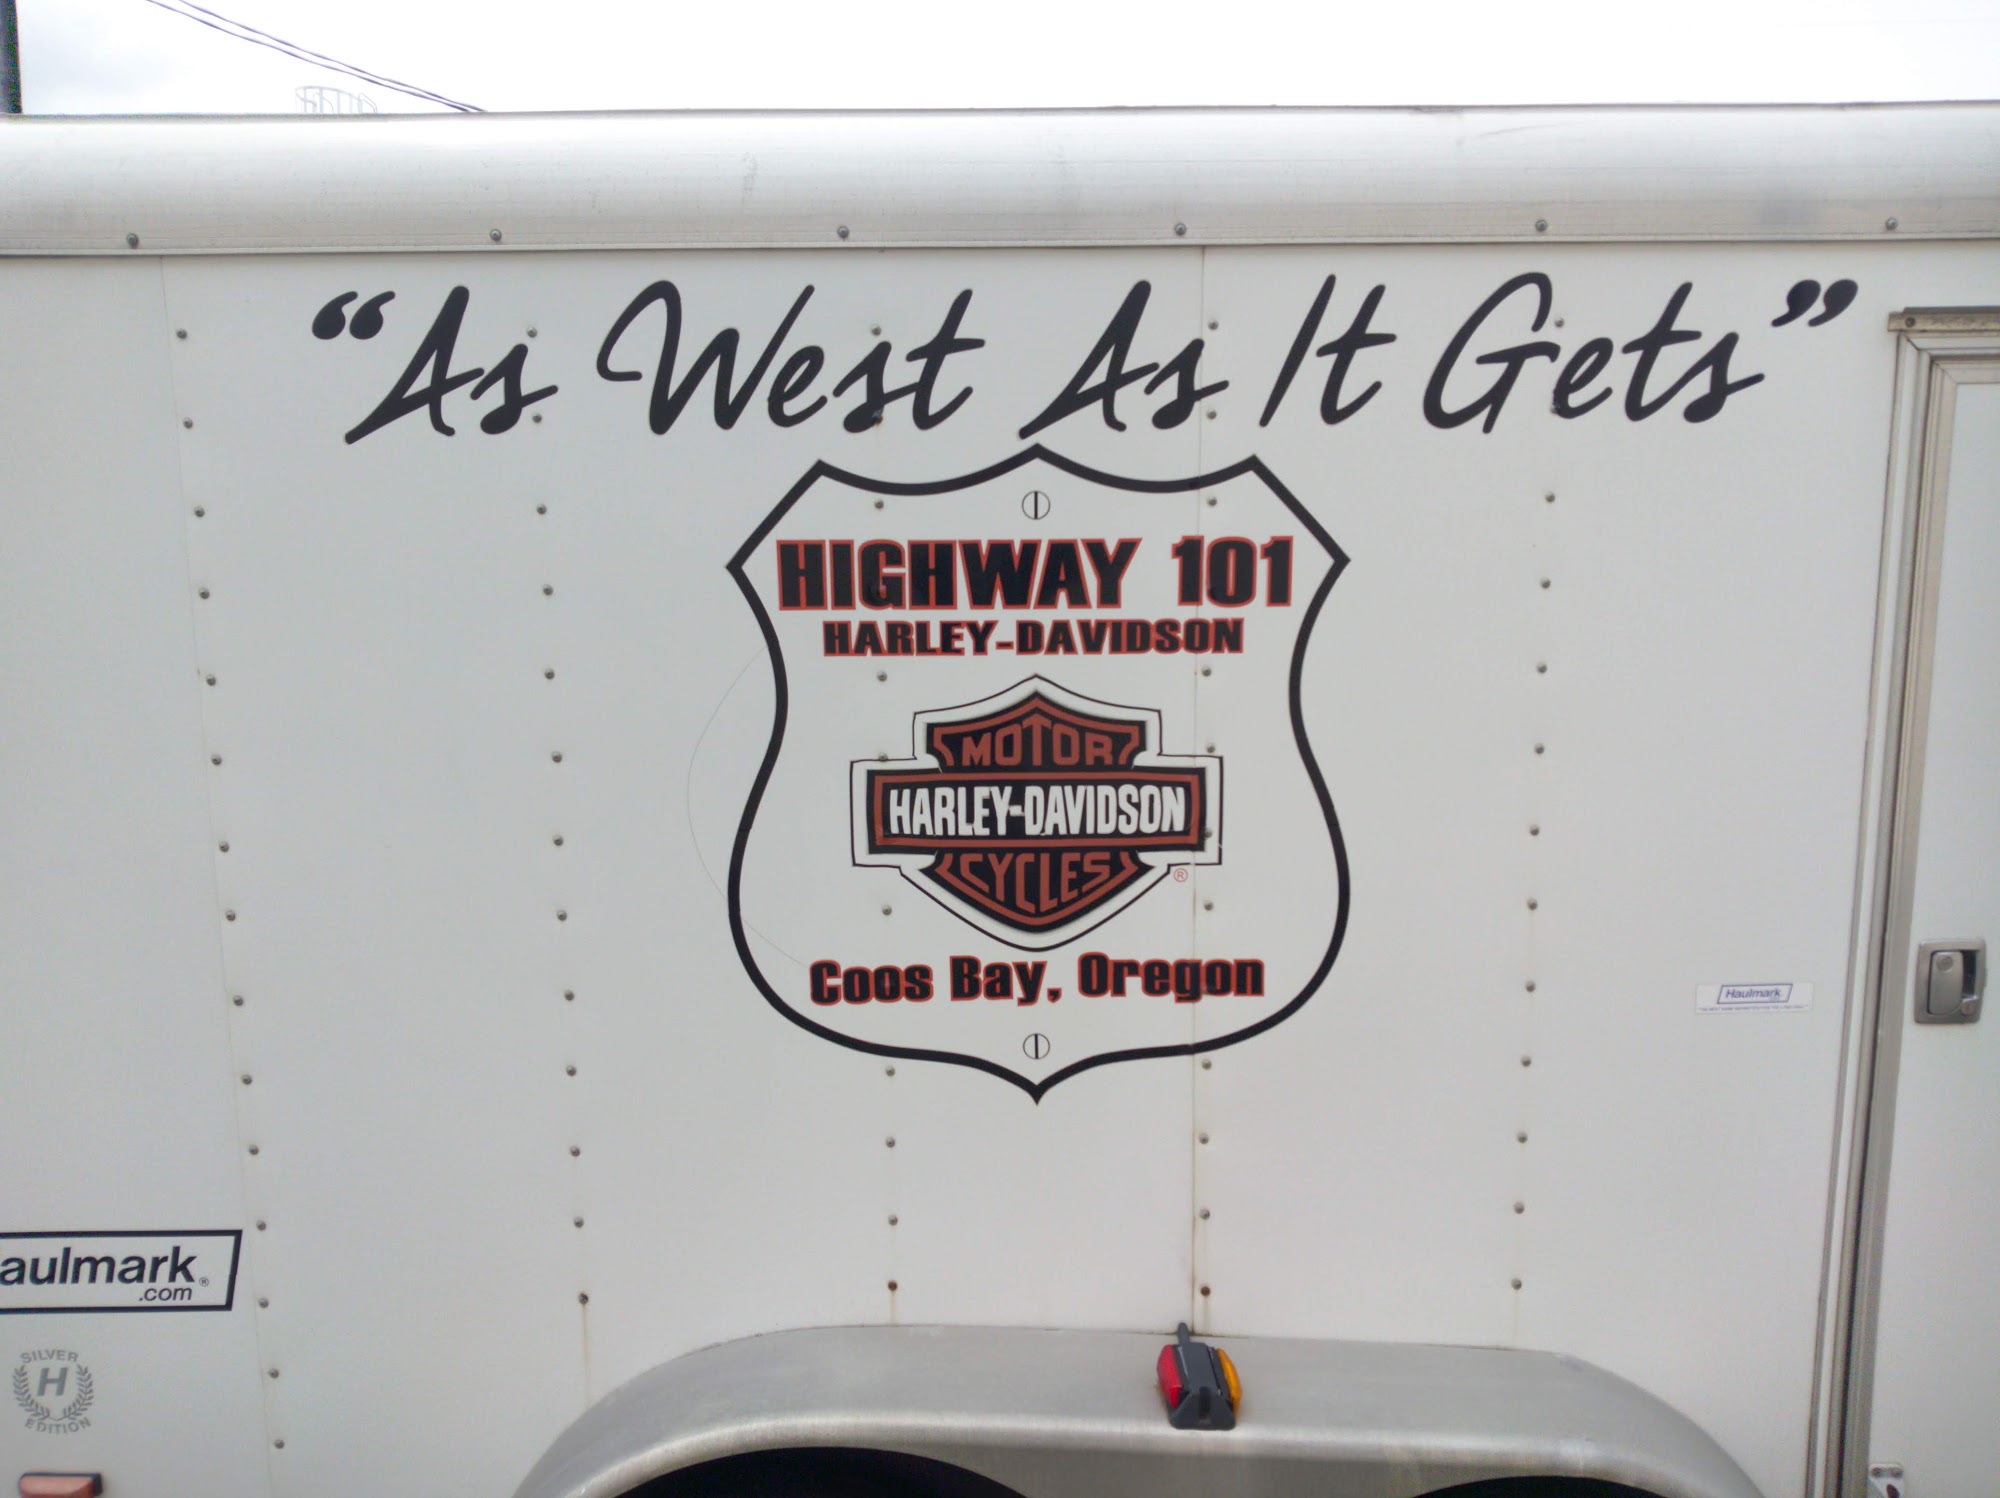 “As West As It Gets”
HIGHWAY 101
HARLEY-DAVIDSON
MOTOR
HARLEY-DAVIDSON
CYCLES
®
Coos Bay, Oregon
Haulmark
aulmark®
.com
SILVER
H
EDITION